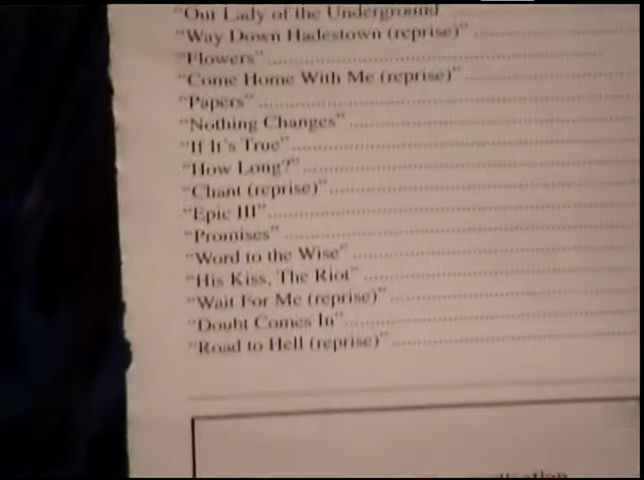 "Our Lady of the Underground
"Way Down Hadestown (reprise)"
"Flowers"
"Come Home With Me (reprise)"
"Papers"
"Nothing Changes"
"If It's True"
"How Long?"
"Chant (reprise)"
"Epic III"
"Promises"
"Word to the Wise"
"His Kiss, The Riot"
"Wait For Me (reprise)"
"Doubt Comes In"
"Road to Hell (reprise)"